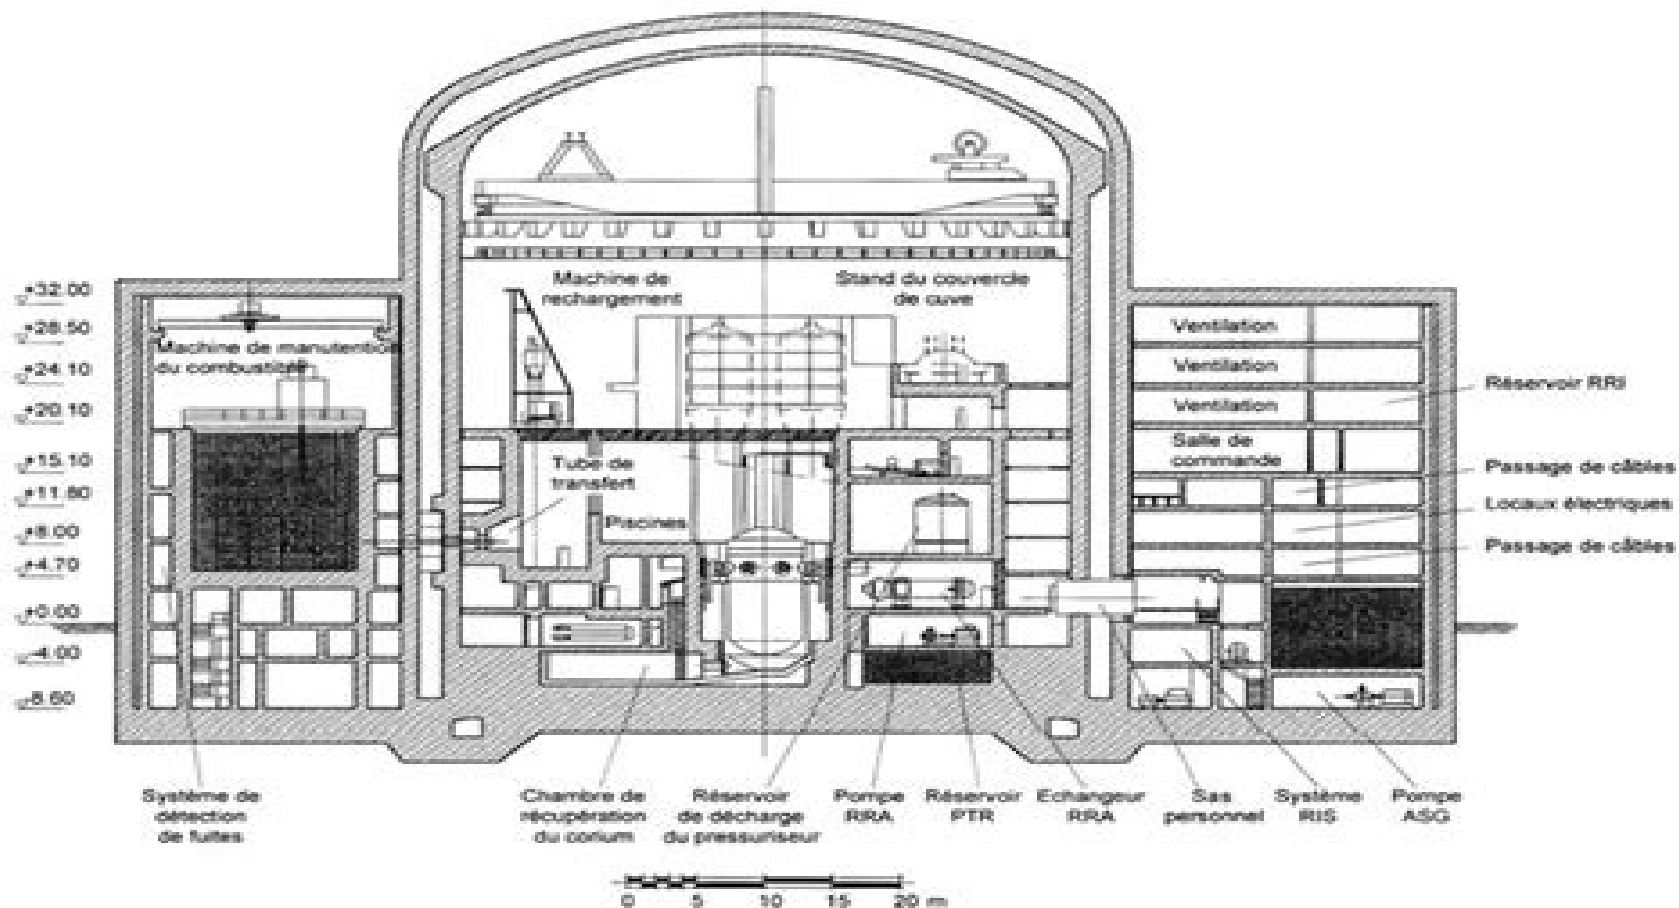 Machine de
rechargement
Stand du couvercle
de cuve
+32.00
+28.50
+24.10
+20.10
+15.10
+11.80
+8.00
+4.70
+0.00
-4.00
-8.60
Machine de manutention
du combustible
Ventilation
Ventilation
Ventilation
Salle de
commande
Réservoir RRI
Passage de câbles
Locaux électriques
Passage de câbles
Tube de
transfert
Piscines
Système de
détection
de fuites
Chambre de
récupération
du corium
Réservoir
de décharge
du pressuriseur
Pompe
RRA
Réservoir
PTR
Echangeur
RRA
Sas
personnel
Système
RIS
Pompe
ASG
0 5 10 15 20 m